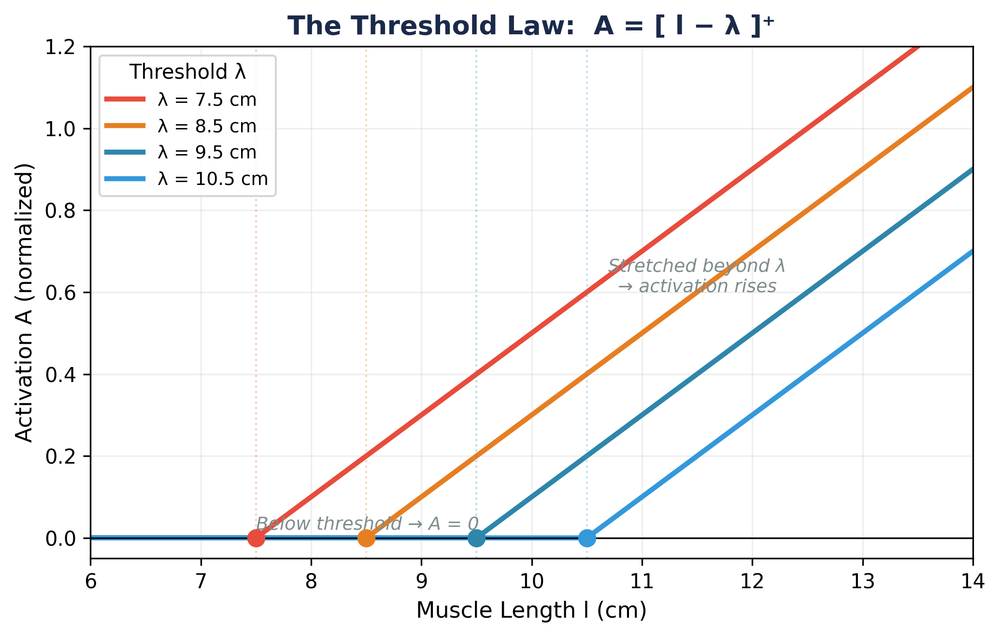 The Threshold Law:  A = [ l − λ ]⁺
1.2
1.0
0.8
0.6
0.4
0.2
0.0
Activation A (normalized)
Threshold λ
λ = 7.5 cm
λ = 8.5 cm
λ = 9.5 cm
λ = 10.5 cm
Stretched beyond λ
→ activation rises
Below threshold → A = 0
6 7 8 9 10 11 12 13 14
Muscle Length l (cm)